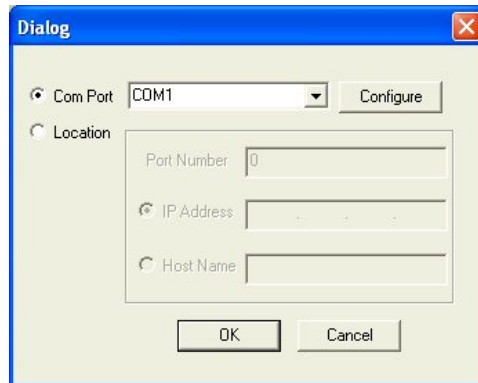 Dialog
Com Port COM1 Configure
Location
Port Number 0
IP Address . . .
Host Name
OK Cancel